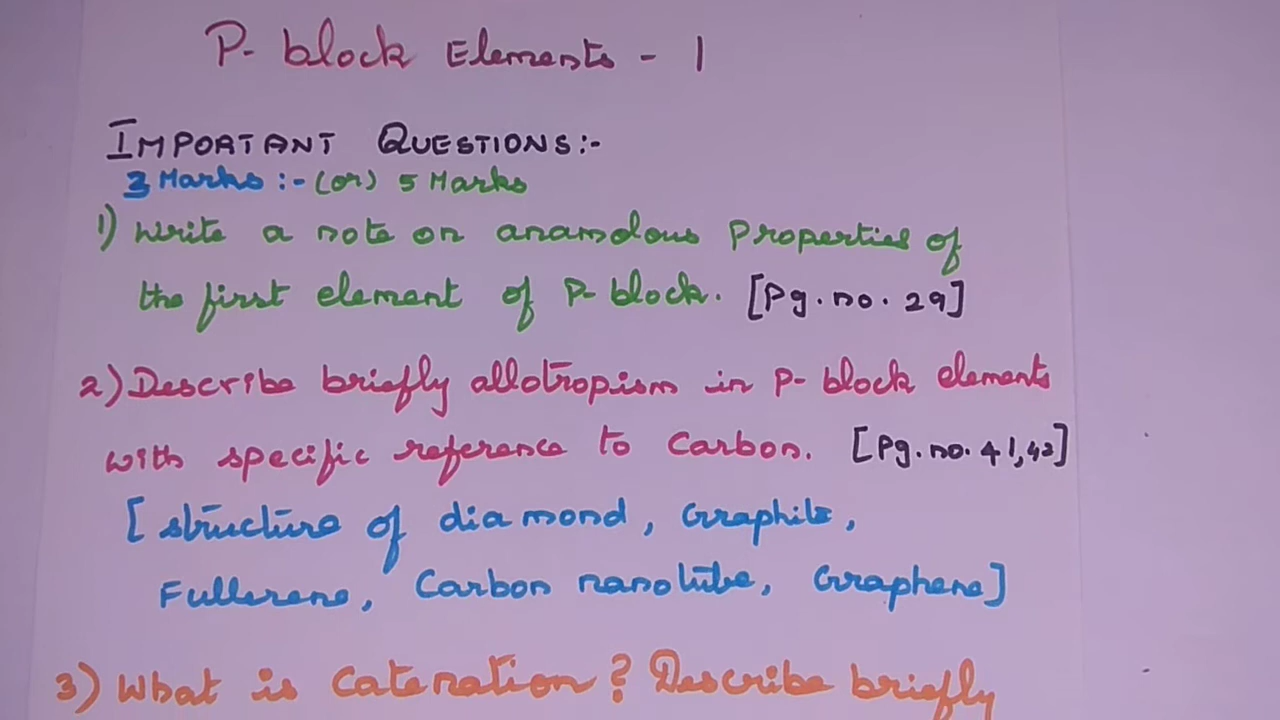 P- block Elements - 1
IMPORTANT QUESTIONS:-
3 Marks :- (or) 5 Marks
1) Write a note on anamolous Properties of
the first element of P-block. [Pg.no. 29]
2) Describe briefly allotropism in P-block elements
with specific reference to Carbon. [Pg.no. 41,42]
[structure of diamond, Graphite,
Fullerene, Carbon nanotube, Graphene]
3) What is Catenation? Describe briefly